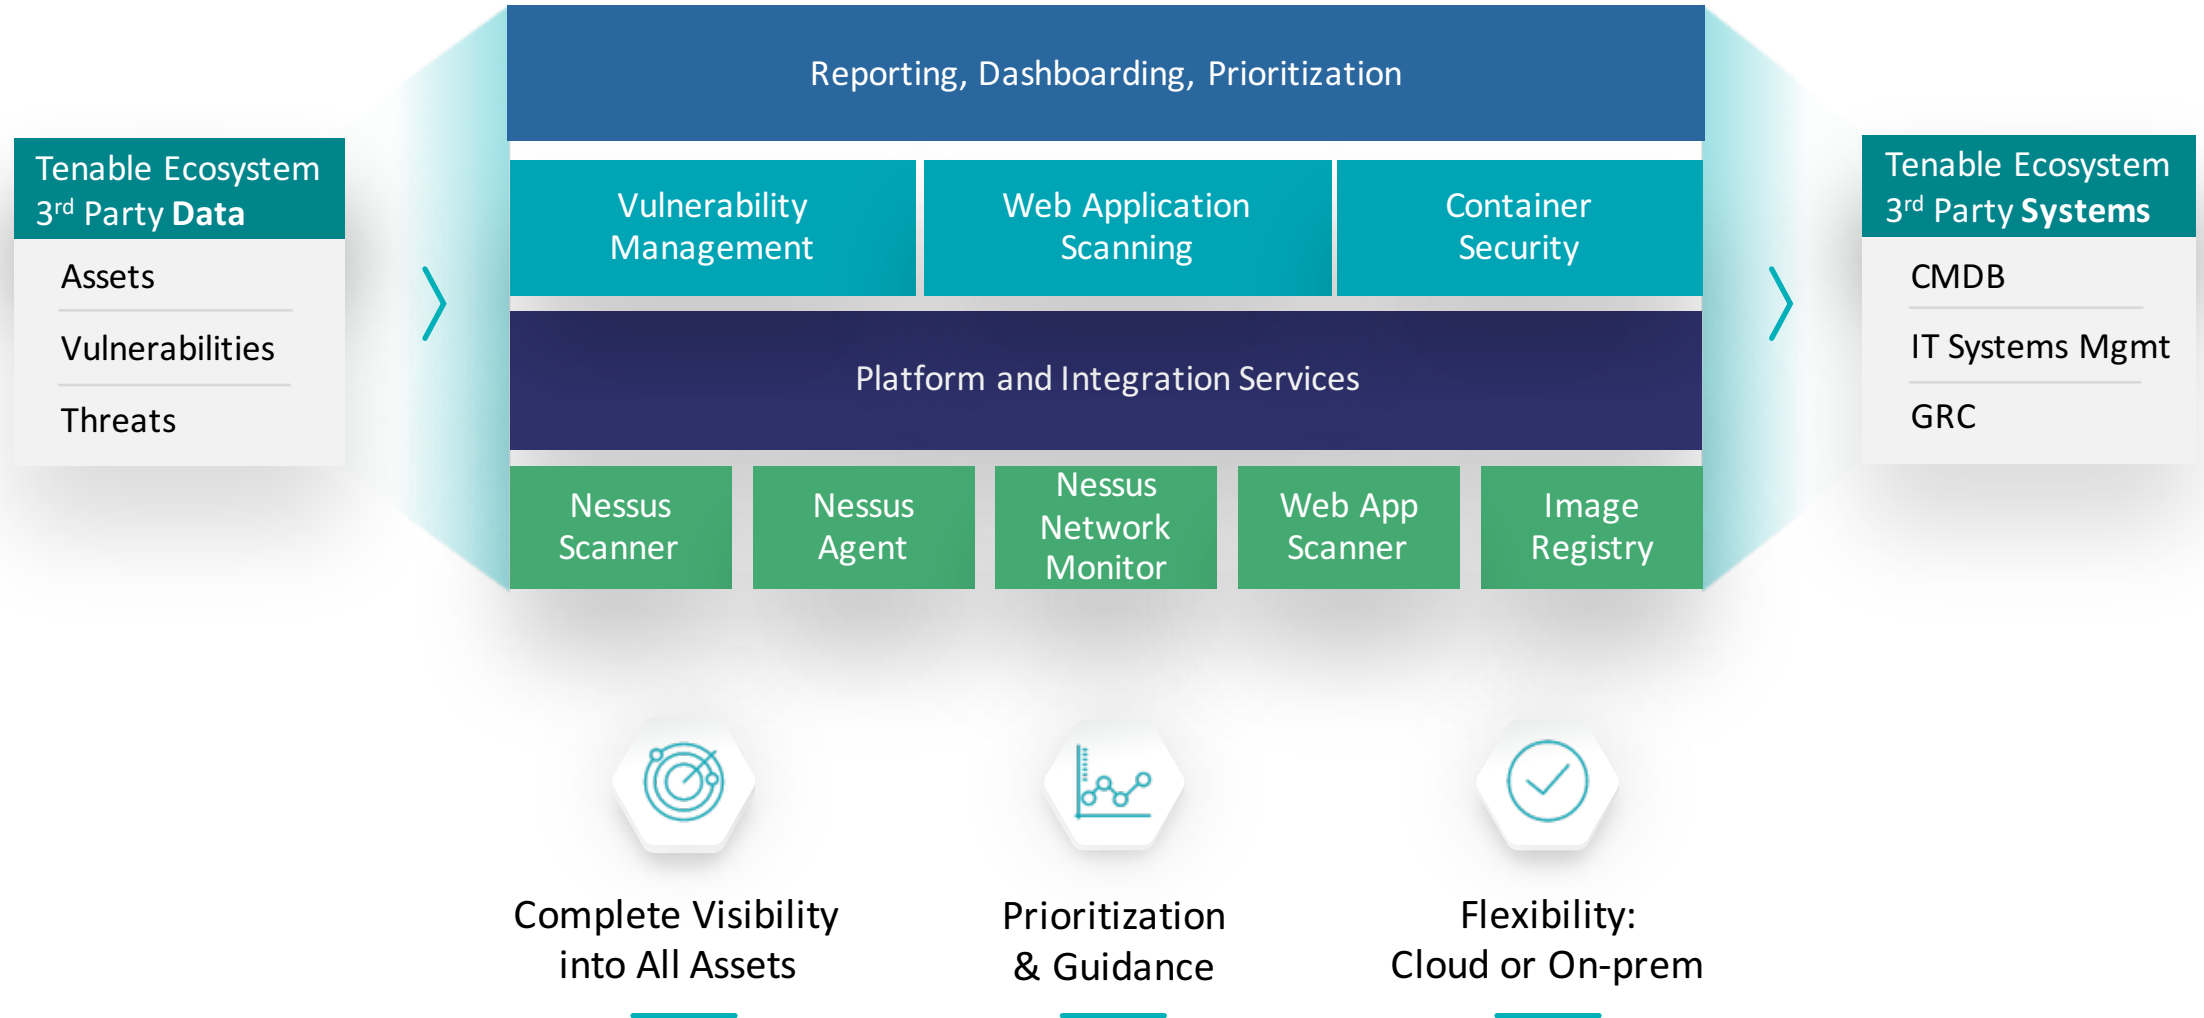 Reporting, Dashboarding, Prioritization
Tenable Ecosystem
3rd Party Data
Assets
Vulnerabilities
Threats
Vulnerability
Management
Web Application
Scanning
Container
Security
Platform and Integration Services
Nessus
Scanner
Nessus
Agent
Nessus
Network
Monitor
Web App
Scanner
Image
Registry
Tenable Ecosystem
3rd Party Systems
CMDB
IT Systems Mgmt
GRC
Complete Visibility
into All Assets
Prioritization
& Guidance
Flexibility:
Cloud or On-prem